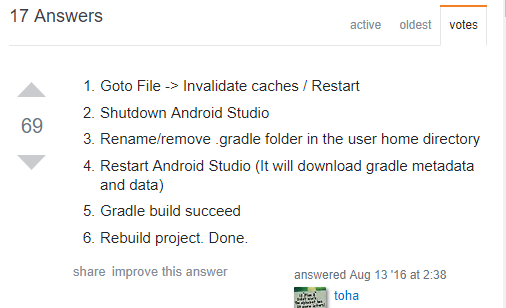 17 Answers
active oldest votes
69
1. Goto File -> Invalidate caches / Restart
2. Shutdown Android Studio
3. Rename/remove .gradle folder in the user home directory
4. Restart Android Studio (It will download gradle metadata
and data)
5. Gradle build succeed
6. Rebuild project. Done.
share improve this answer
answered Aug 13 '16 at 2:38
toha